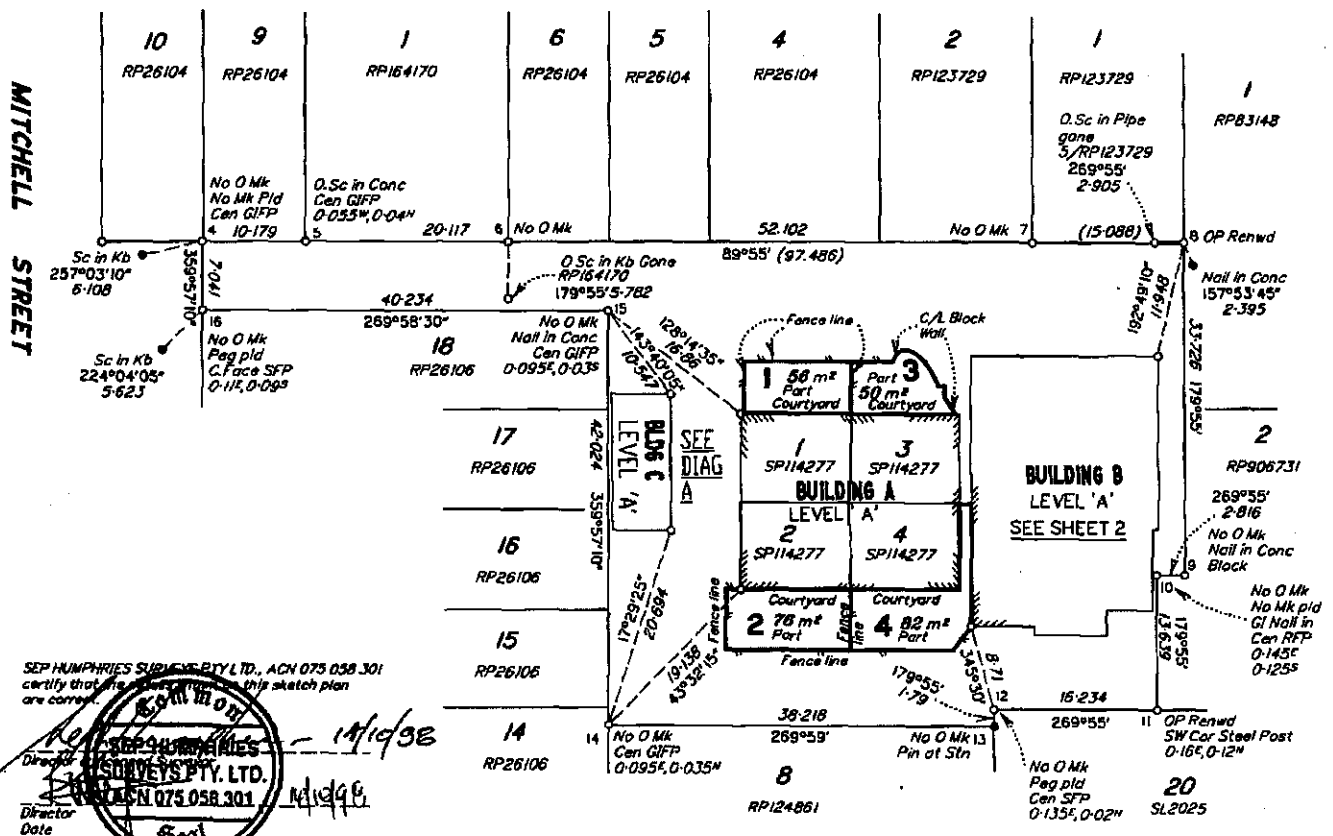 10
RP26104
9
RP26104
1
RP164170
6
RP26104
5
RP26104
4
RP26104
2
RP123729
1
RP123729
1
RP83148
MITCHELL STREET
O.Sc in Pipe
gone
5/RP123729
269°55'
2·905
No O Mk
No Mk Pld
Cen GIFP
4 10·179
O.Sc in Conc
Cen GIFP
0·055ᵂ,0·04ᴺ
5
20·117
6 No O Mk
52.102
89°55' (97.486)
No O Mk 7
(15·088)
8 OP Renwd
Sc in Kb
257°03'10"
6·108
7·041
359°57'10"
O Sc in Kb Gone
RP164170
179°55' 5·782
Nail in Conc
157°53'45"
2·395
192°49'10"
11·948
33·726 179°55'
40·234
269°58'30"
15
16
No O Mk
Peg pld
C.Face SFP
0·1ᴱ,0·09ˢ
Sc in Kb
224°04'05"
5·623
No O Mk
Nail in Conc
Cen GIFP
0·095ᴱ,0·03ˢ
18
RP26106
128°14'35"
16·86
143°40'05"
10·547
Fence line
C/L Block
Wall
1 56 m²
Part
Courtyard
Part 3
50 m²
Courtyard
17
RP26106
42·024 359°57'10"
BLDG C
LEVEL 'A'
SEE
DIAG
A
1
SP114277
3
SP114277
BUILDING A
LEVEL 'A'
2
SP114277
4
SP114277
BUILDING B
LEVEL 'A'
SEE SHEET 2
2
RP906731
269°55'
2·816
No O Mk
Nail in Conc
Block
9
10
No O Mk
No Mk pld
GI Nail in
Cen RFP
0·145ᴱ
0·125ˢ
179°55'
13·639
16
RP26106
17°29'25"
20·694
Fence line
Courtyard
2 76 m²
Part
Fence line
Courtyard
4 82 m²
Part
Fence line
15
RP26106
19·138
43°32'15"
179°55'
1·79
8·71
345°30'
12
16·234
269°55'
11 OP Renwd
SW Cor Steel Post
0·16ᴱ,0·12ᴺ
14
RP26106
14 No O Mk
Cen GIFP
0·095ᴱ,0·035ᴺ
38·218
269°59'
No O Mk 13
Pin at Stn
No O Mk
Peg pld
Cen SFP
0·135ᴱ,0·02ᴺ
8
RP124861
20
SL2025
SEP HUMPHRIES SURVEYS PTY LTD., ACN 075 058 301
certify that the this sketch plan
are correct.
Common
SEP HUMPHRIES
SURVEYS PTY. LTD.
ACN 075 058 301
Seal
14/10/98
Director
14/10/98
Director
Date